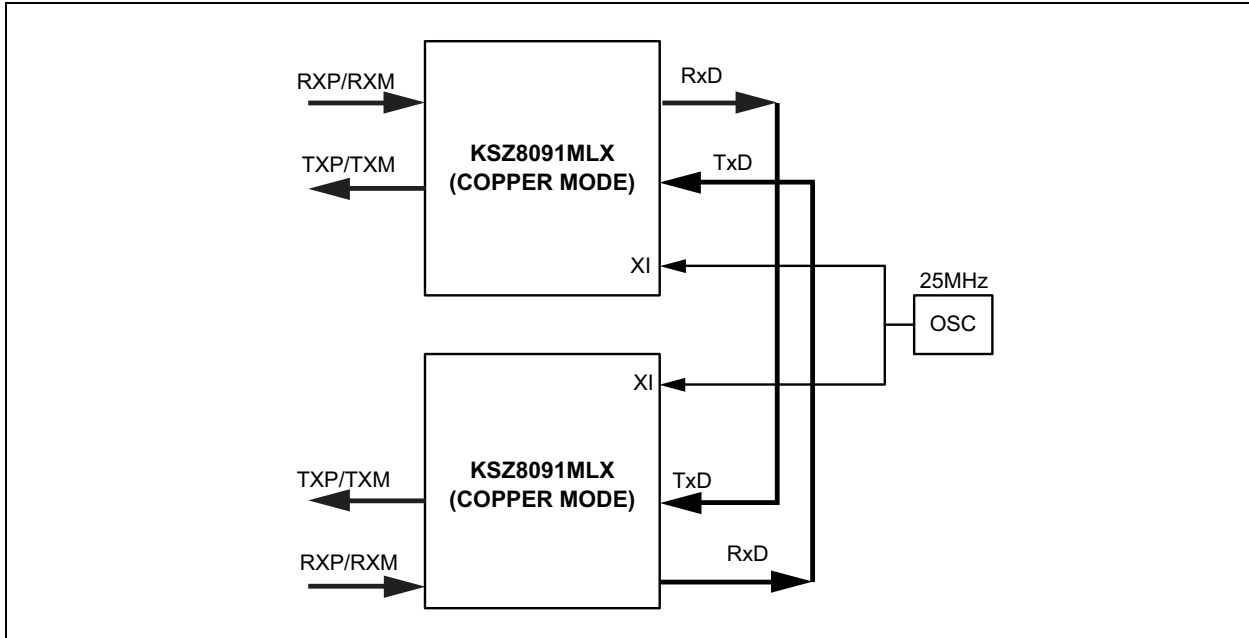 RXP/RXM
RxD
KSZ8091MLX
(COPPER MODE)
TXP/TXM
TxD
XI
25MHz
OSC
XI
KSZ8091MLX
(COPPER MODE)
TXP/TXM
TxD
RXP/RXM
RxD